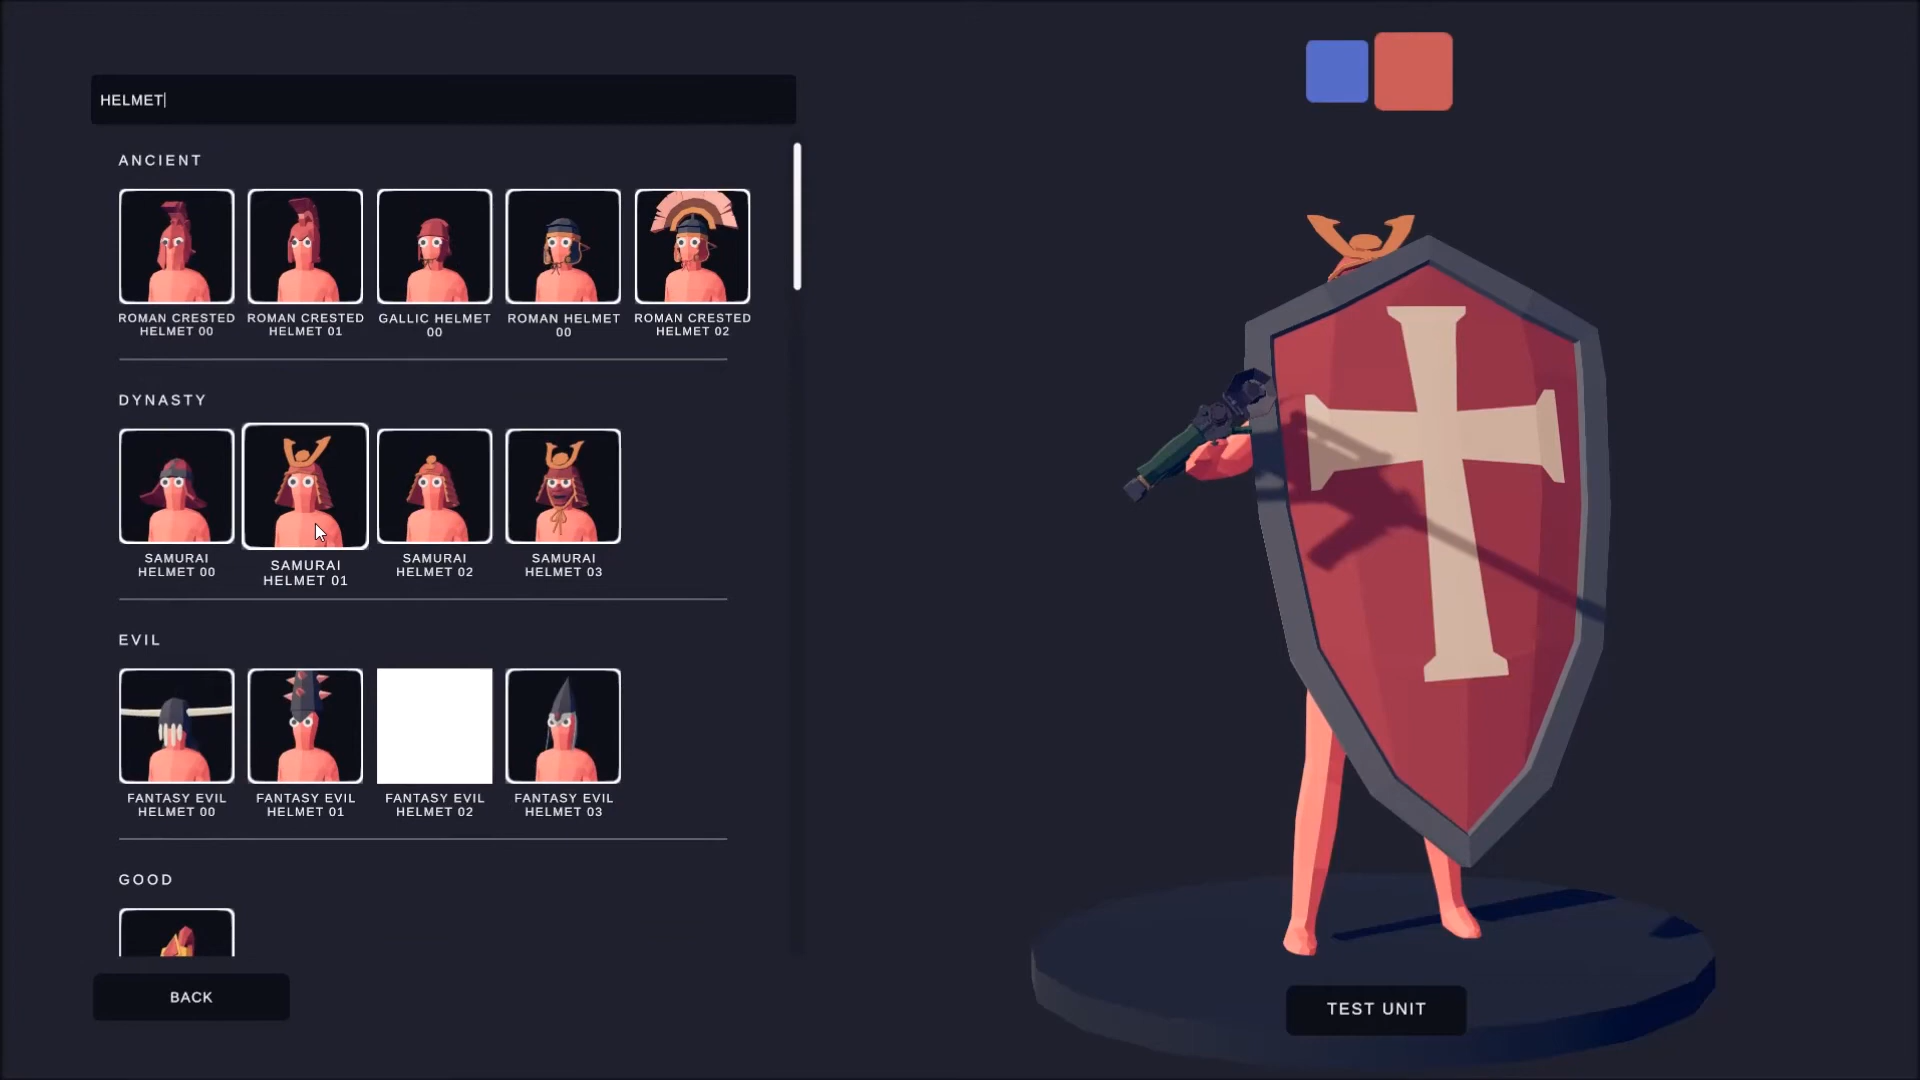 HELMET
ANCIENT
ROMAN CRESTED
HELMET 00
ROMAN CRESTED
HELMET 01
GALLIC HELMET
00
ROMAN HELMET
00
ROMAN CRESTED
HELMET 02
DYNASTY
SAMURAI
HELMET 00
SAMURAI
HELMET 01
SAMURAI
HELMET 02
SAMURAI
HELMET 03
EVIL
FANTASY EVIL
HELMET 00
FANTASY EVIL
HELMET 01
FANTASY EVIL
HELMET 02
FANTASY EVIL
HELMET 03
GOOD
BACK
TEST UNIT